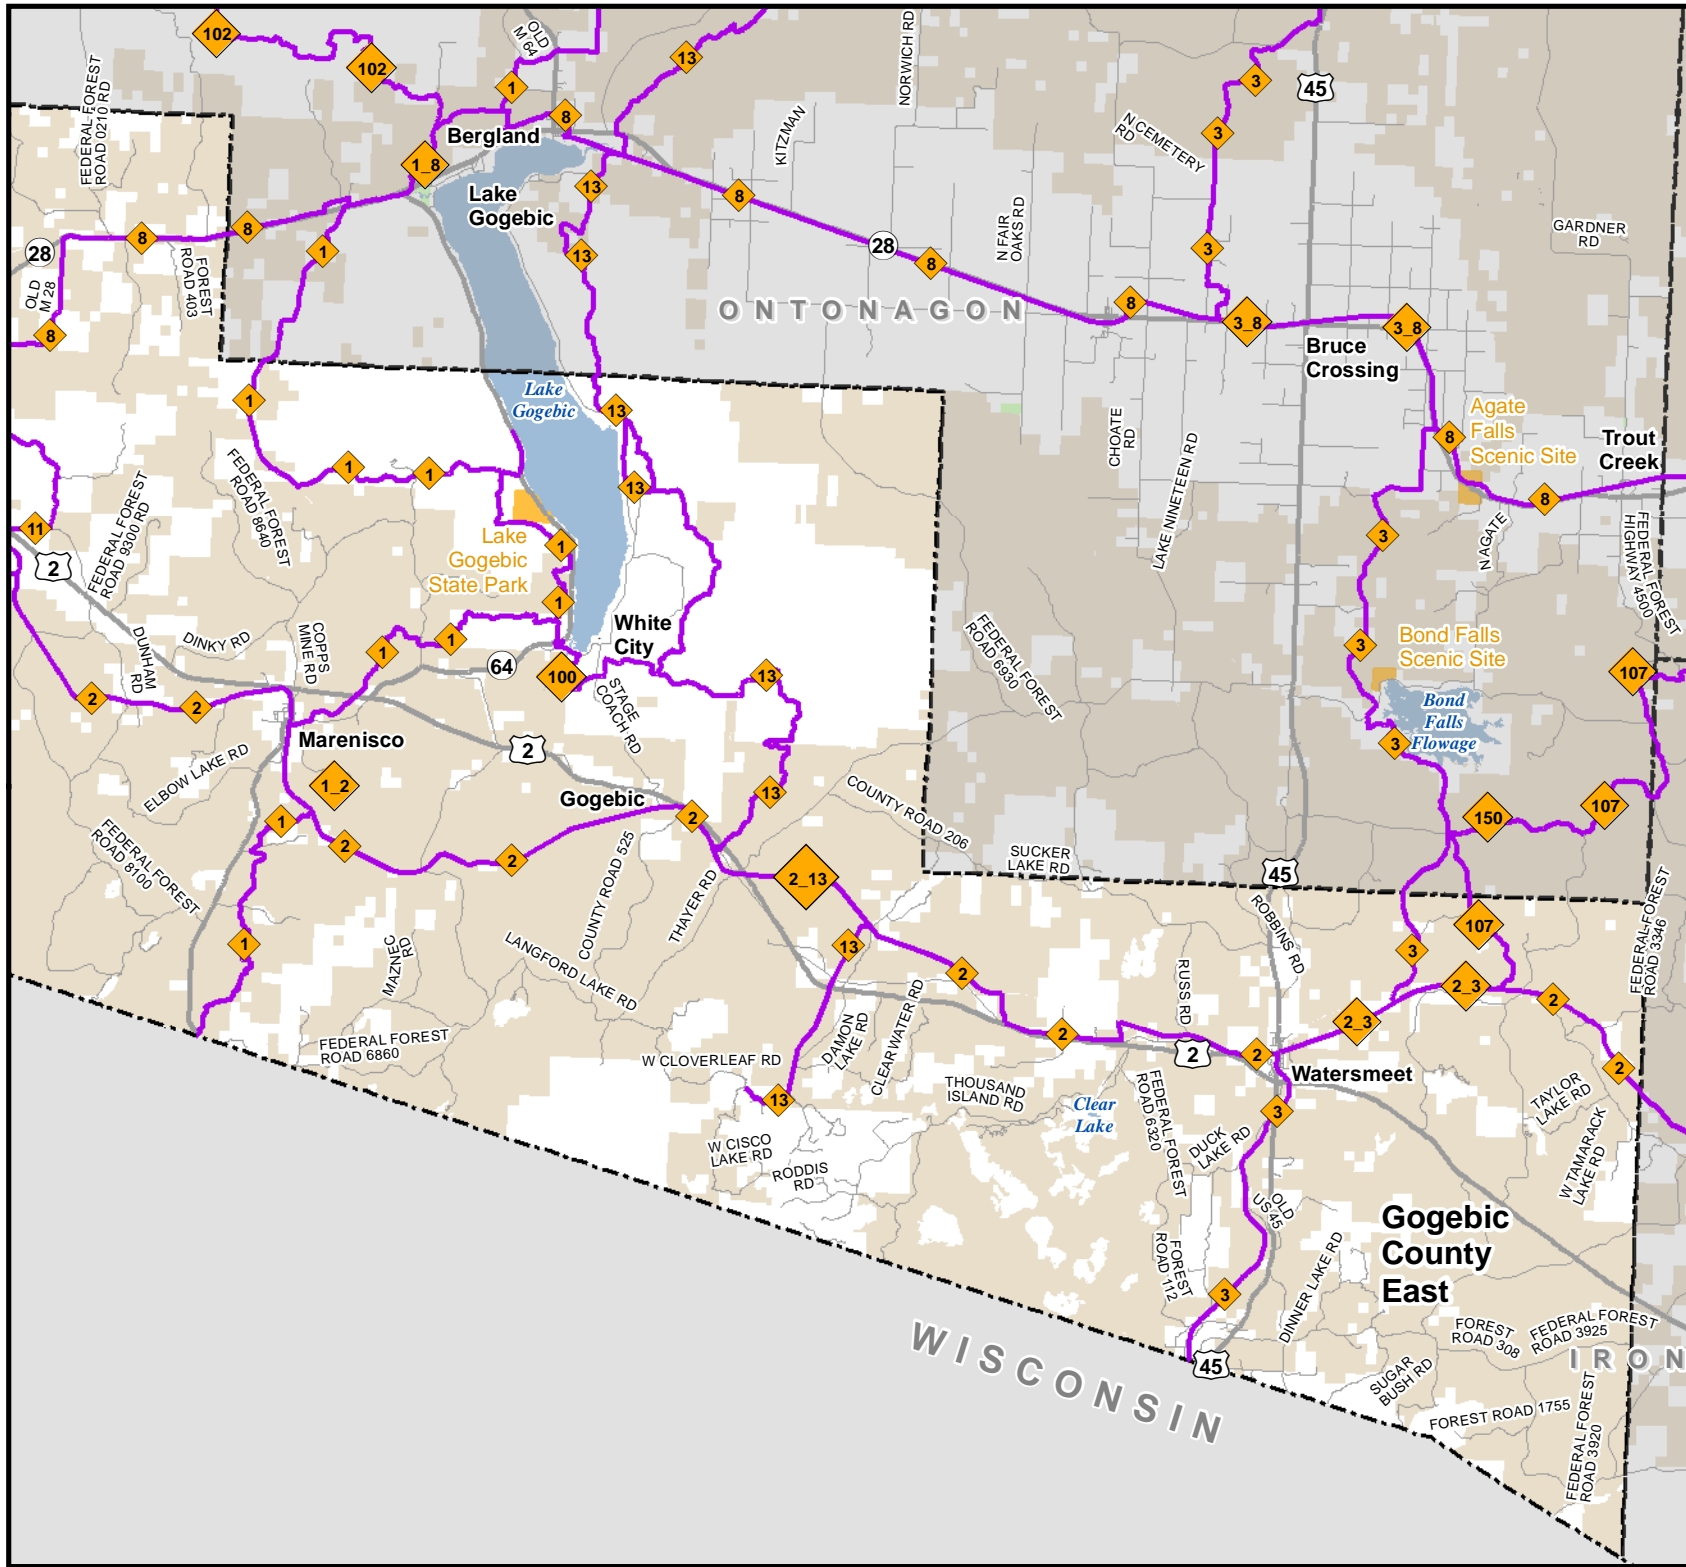 102
102
OLD
M 64
13
1
8
NORWICH RD
3
45
FEDERAL FOREST
ROAD 0210 RD
Bergland
KITZMAN
N CEMETERY
RD
3
1_8
Lake
Gogebic
13
8
8
8
1
13
28
8
28
N FAIR
OAKS RD
3
GARDNER
RD
OLD
M 28
FOREST
ROAD 403
8
ONTONAGON
8
3_8
3_8
Bruce
Crossing
1
Lake
Gogebic
13
CHOATE
RD
LAKE NINETEEN RD
8
Agate
Falls
Scenic Site
Trout
Creek
FEDERAL FOREST
ROAD 8640
1
1
13
8
11
2
FEDERAL FOREST
ROAD 9300 RD
Lake
Gogebic
State Park
1
3
N AGATE
FEDERAL FOREST
HIGHWAY 4500
1
White
City
DUNHAM
RD
DINKY RD
COPPS
MINE RD
1
1
64
100
STAGE
COACH RD
13
FEDERAL FOREST
ROAD 6930
3
Bond Falls
Scenic Site
107
2
2
Marenisco
2
Bond
Falls
Flowage
3
ELBOW LAKE RD
1_2
Gogebic
13
COUNTY ROAD 206
150
107
FEDERAL FOREST
ROAD 8100
1
2
2
2
COUNTY ROAD 525
THAYER RD
2_13
SUCKER
LAKE RD
45
1
MAZNEC
RD
LANGFORD LAKE RD
13
2
ROBBINS RD
107
3
FEDERAL FOREST
ROAD 3346
FEDERAL FOREST
ROAD 6860
W CLOVERLEAF RD
DAMON
LAKE RD
CLEARWATER RD
RUSS RD
2_3
2_3
2
2
2
2
Watersmeet
2
13
THOUSAND
ISLAND RD
Clear
Lake
FEDERAL FOREST
ROAD 6320
3
TAYLOR
LAKE RD
W CISCO
LAKE RD
RODDIS
RD
DUCK
LAKE RD
W TAMARACK
LAKE RD
OLD
US 45
Gogebic
County
East
FOREST
ROAD 112
3
DINNER LAKE RD
45
WISCONSIN
FOREST
ROAD 308
FEDERAL FOREST
ROAD 3925
IRON
SUGAR
BUSH RD
FOREST ROAD 1755
FEDERAL FOREST
ROAD 3920